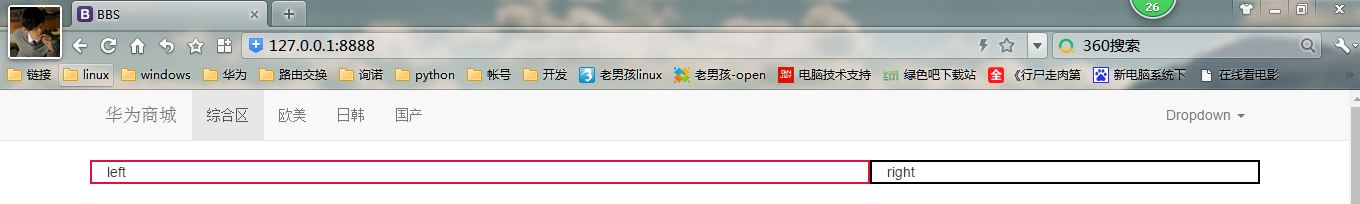 BBS
26
127.0.0.1:8888
360搜索
链接 linux windows 华为 路由交换 询诺 python 帐号 开发 老男孩linux 老男孩-open 电脑技术支持 绿色吧下载站 《行尸走肉第 新电脑系统下 在线看电影
华为商城 综合区 欧美 日韩 国产 Dropdown
left right